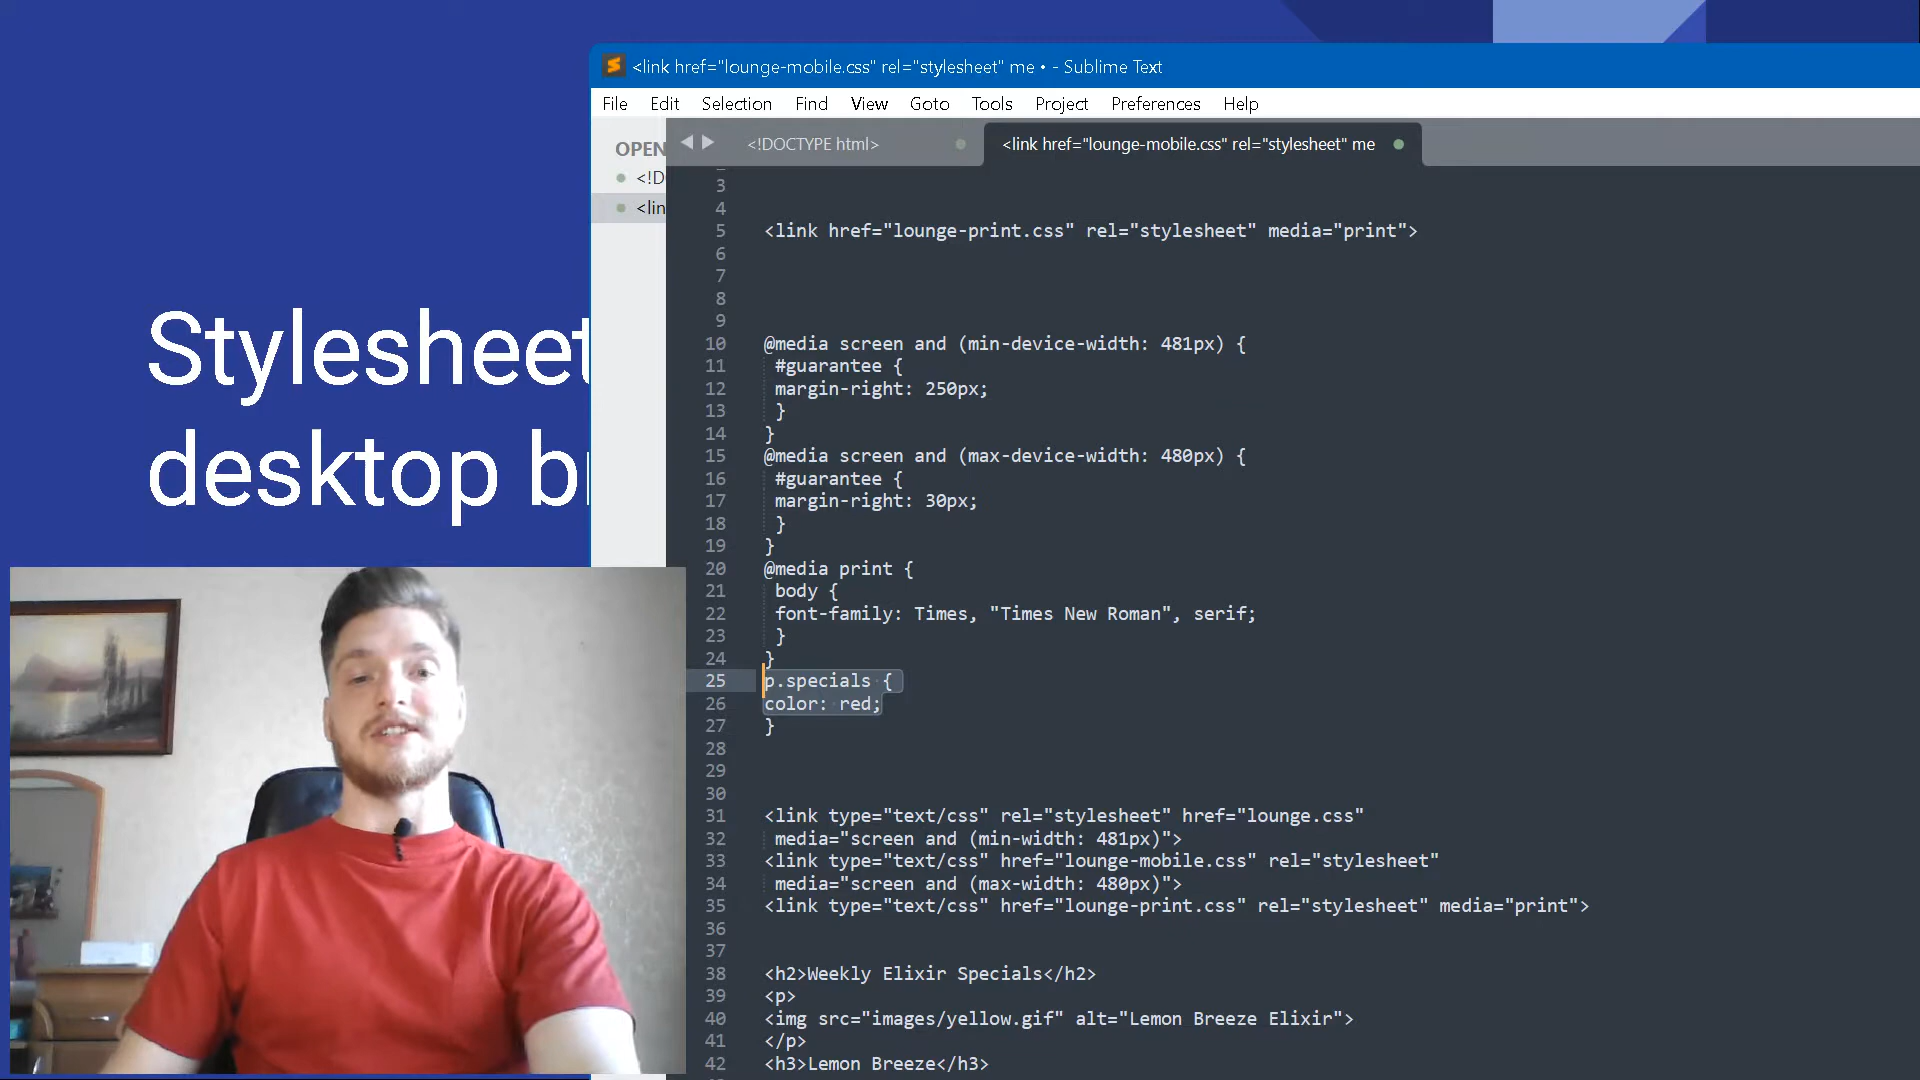 Stylesheet
desktop b
<link href="lounge-mobile.css" rel="stylesheet" me • - Sublime Text
File Edit Selection Find View Goto Tools Project Preferences Help
OPEN
<!D
<lin
<!DOCTYPE html>
<link href="lounge-mobile.css" rel="stylesheet" me
3
4
5 <link href="lounge-print.css" rel="stylesheet" media="print">
6
7
8
9
10 @media screen and (min-device-width: 481px) {
11 #guarantee {
12 margin-right: 250px;
13 }
14 }
15 @media screen and (max-device-width: 480px) {
16 #guarantee {
17 margin-right: 30px;
18 }
19 }
20 @media print {
21 body {
22 font-family: Times, "Times New Roman", serif;
23 }
24 }
25 p.specials {
26 color: red;
27 }
28
29
30
31 <link type="text/css" rel="stylesheet" href="lounge.css"
32 media="screen and (min-width: 481px)">
33 <link type="text/css" href="lounge-mobile.css" rel="stylesheet"
34 media="screen and (max-width: 480px)">
35 <link type="text/css" href="lounge-print.css" rel="stylesheet" media="print">
36
37
38 <h2>Weekly Elixir Specials</h2>
39 <p>
40 <img src="images/yellow.gif" alt="Lemon Breeze Elixir">
41 </p>
42 <h3>Lemon Breeze</h3>